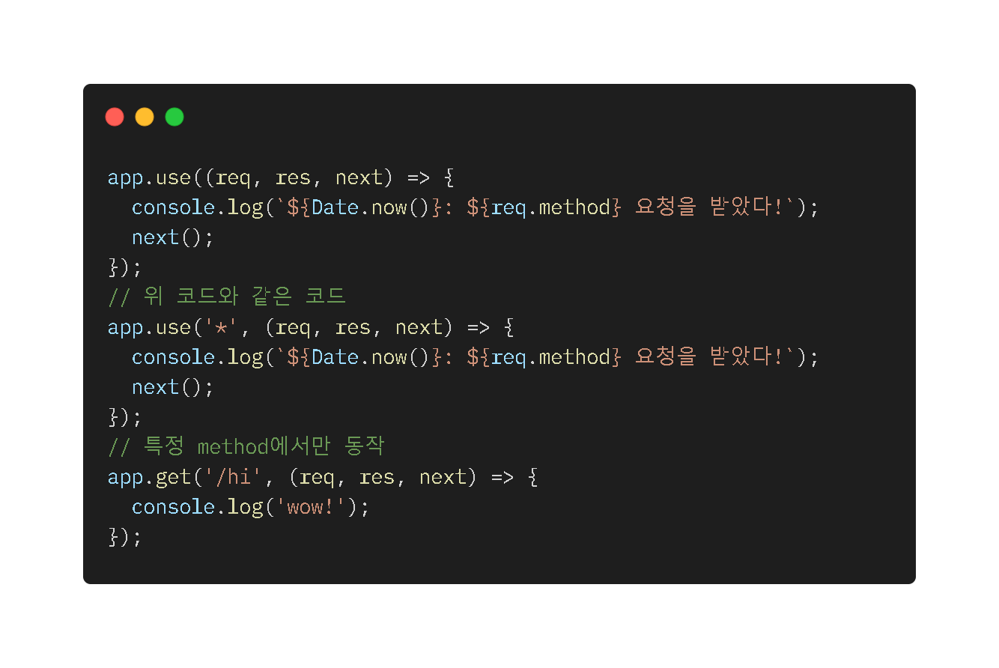 app.use((req, res, next) => {
  console.log(`${Date.now()}: ${req.method} 요청을 받았다!`);
  next();
});
// 위 코드와 같은 코드
app.use('*', (req, res, next) => {
  console.log(`${Date.now()}: ${req.method} 요청을 받았다!`);
  next();
});
// 특정 method에서만 동작
app.get('/hi', (req, res, next) => {
  console.log('wow!');
});